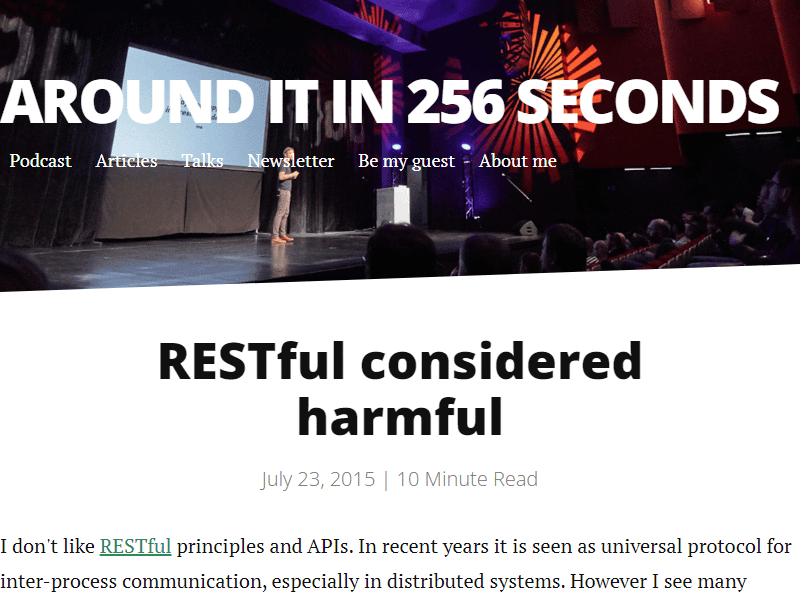 AROUND IT IN 256 SECONDS
Podcast Articles Talks Newsletter Be my guest - About me
RESTful considered
harmful
July 23, 2015 | 10 Minute Read
I don't like RESTful principles and APIs. In recent years it is seen as universal protocol for
inter-process communication, especially in distributed systems. However I see many